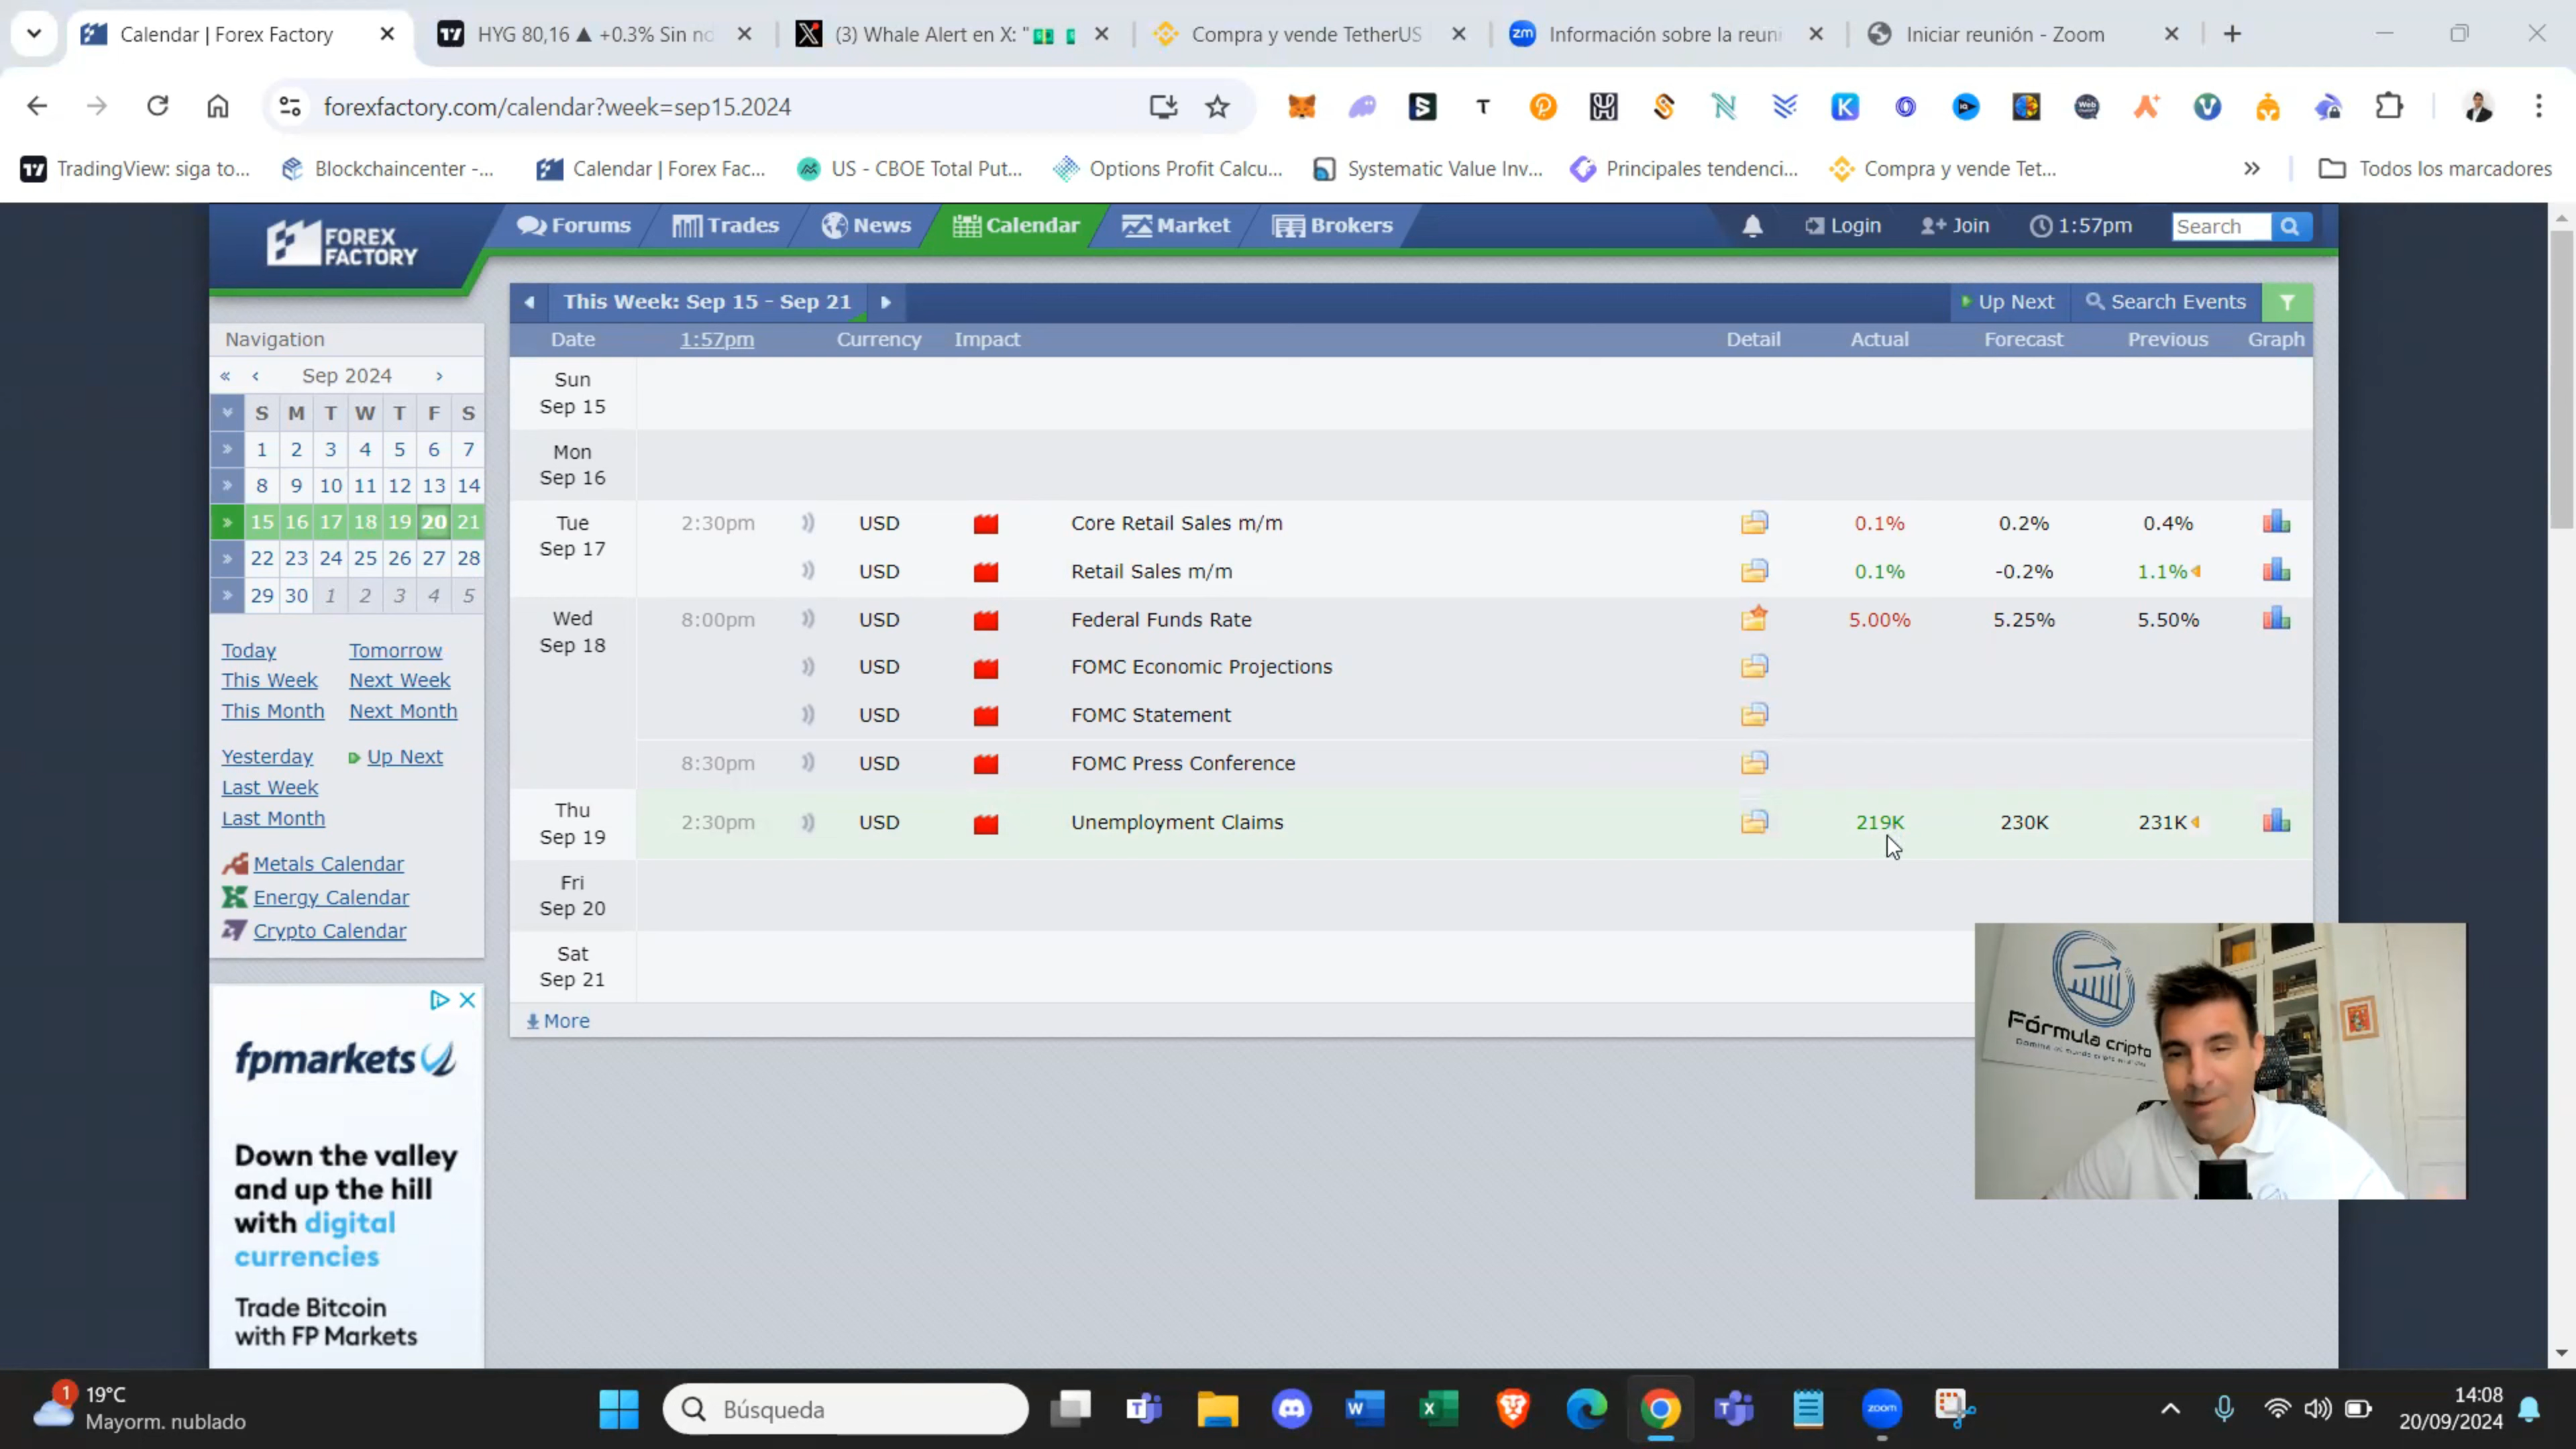 Calendar | Forex Factory
HYG 80,16 ▲ +0.3% Sin no
(3) Whale Alert en X: "
Compra y vende TetherUS
Información sobre la reuni
Iniciar reunión - Zoom
forexfactory.com/calendar?week=sep15.2024
TradingView: siga to...
Blockchaincenter -...
Calendar | Forex Fac...
US - CBOE Total Put...
Options Profit Calcu...
Systematic Value Inv...
Principales tendenci...
Compra y vende Tet...
Todos los marcadores
FOREX
FACTORY
Forums
Trades
News
Calendar
Market
Brokers
Login
Join
1:57pm
Search
This Week: Sep 15 - Sep 21
Up Next
Search Events
Date 1:57pm Currency Impact Detail Actual Forecast Previous Graph
Sun
Sep 15
Mon
Sep 16
Tue
Sep 17
2:30pm USD Core Retail Sales m/m 0.1% 0.2% 0.4%
USD Retail Sales m/m 0.1% -0.2% 1.1%
Wed
Sep 18
8:00pm USD Federal Funds Rate 5.00% 5.25% 5.50%
USD FOMC Economic Projections
USD FOMC Statement
8:30pm USD FOMC Press Conference
Thu
Sep 19
2:30pm USD Unemployment Claims 219K 230K 231K
Fri
Sep 20
Sat
Sep 21
More
Navigation
« ‹ Sep 2024 ›
S M T W T F S
1 2 3 4 5 6 7
8 9 10 11 12 13 14
15 16 17 18 19 20 21
22 23 24 25 26 27 28
29 30 1 2 3 4 5
Today Tomorrow
This Week Next Week
This Month Next Month
Yesterday Up Next
Last Week
Last Month
Metals Calendar
Energy Calendar
Crypto Calendar
fpmarkets
Down the valley
and up the hill
with digital
currencies
Trade Bitcoin
with FP Markets
Fórmula cripto
1
19°C
Mayorm. nublado
Búsqueda
zoom
14:08
20/09/2024